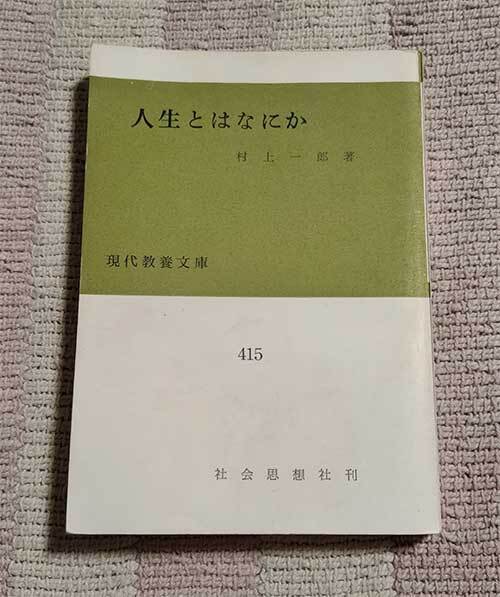 人生とはなにか
村上一郎著
現代教養文庫
415
社会思想社刊